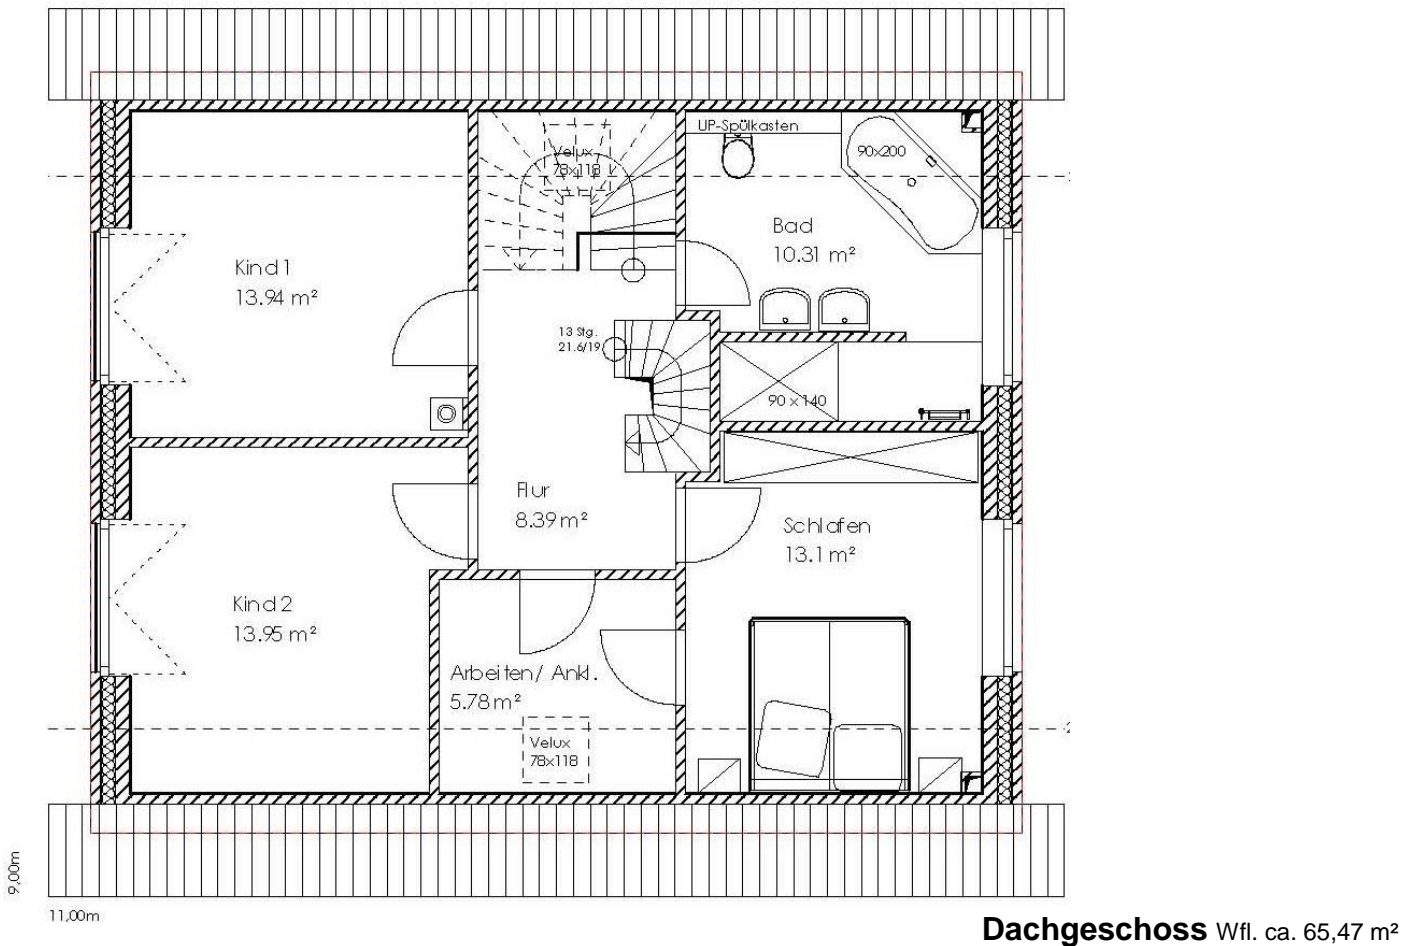 UP-Spülkasten
Velux
78x118
90x200
Bad
10.31 m²
Kind 1
13.94 m²
13 Stg.
21.6/19
90 x 140
Flur
8.39 m²
Schlafen
13.1 m²
Kind 2
13.95 m²
Arbeiten/ Ankl.
5.78 m²
Velux
78x118
2
9,00m
11,00m
Dachgeschoss Wfl. ca. 65,47 m²